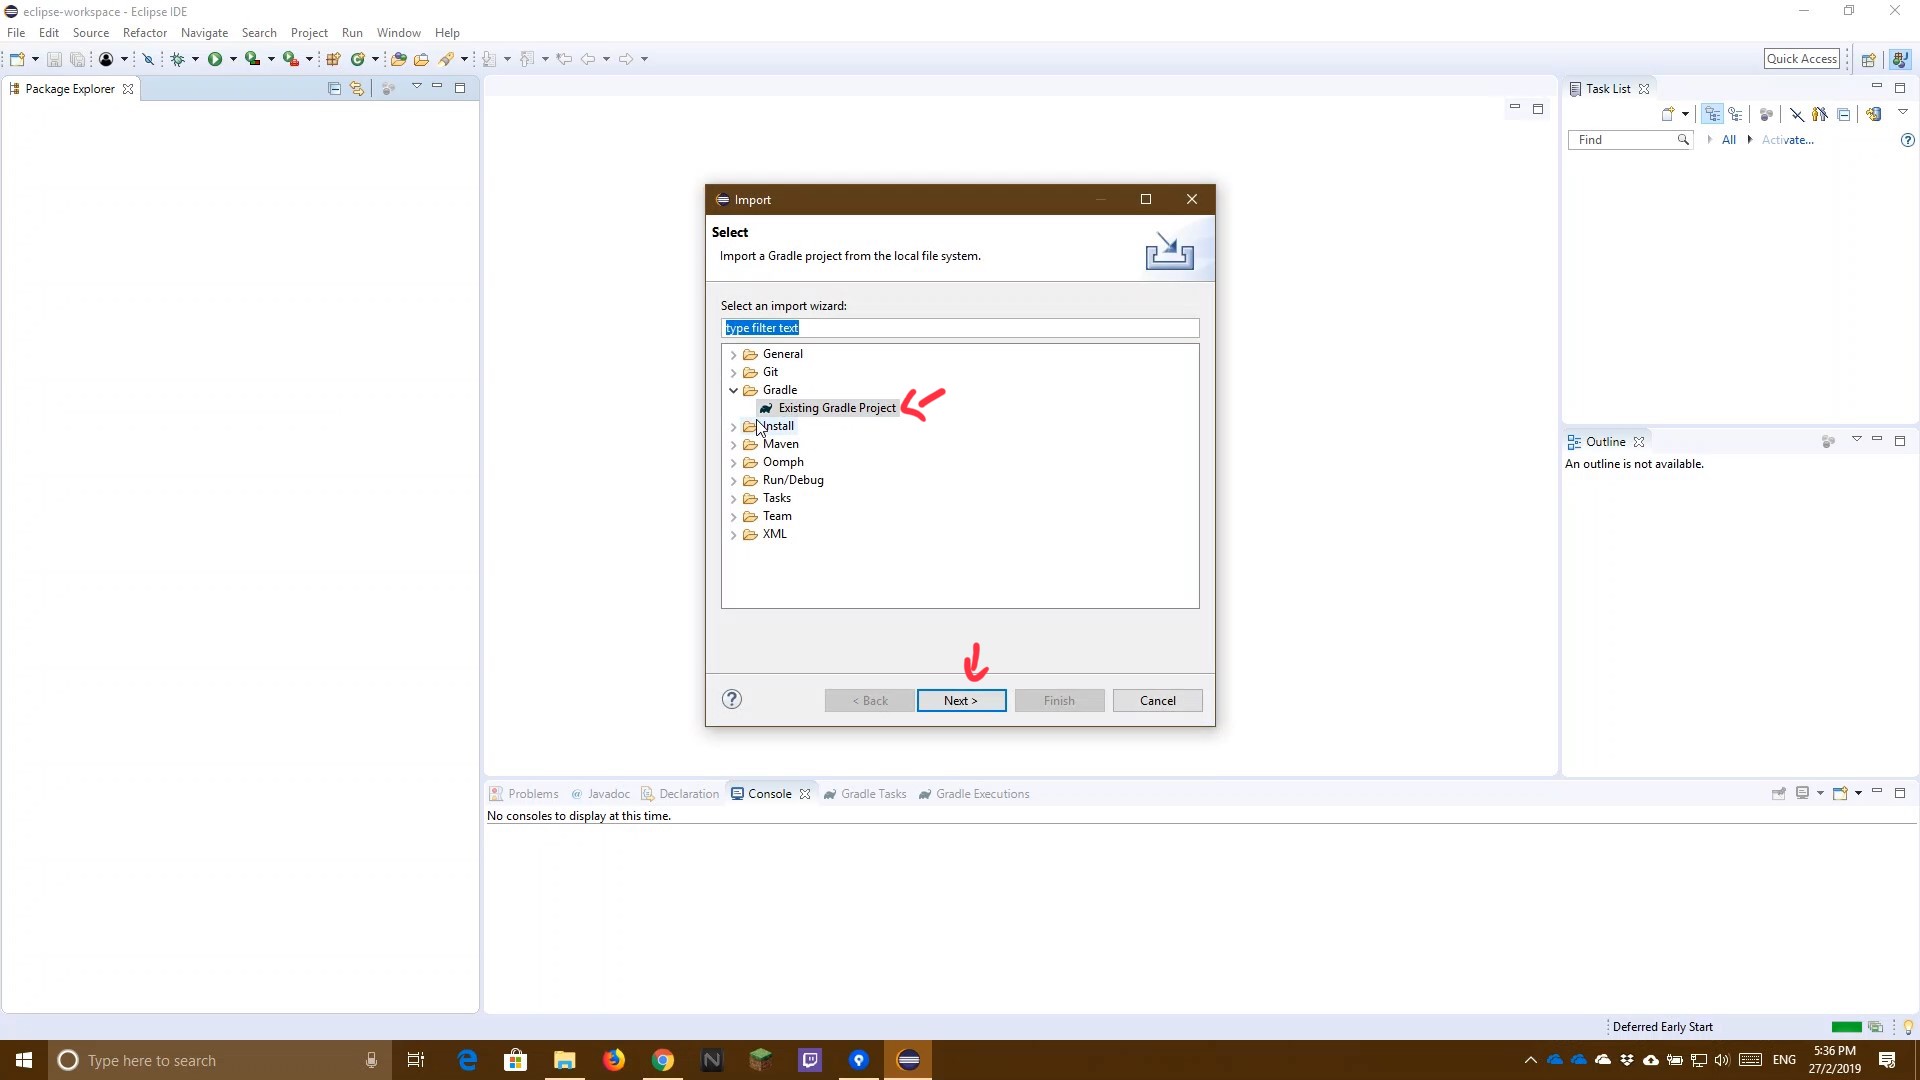 eclipse-workspace - Eclipse IDE
File Edit Source Refactor Navigate Search Project Run Window Help
Quick Access
Package Explorer
Task List
Find All Activate...
Import
Select
Import a Gradle project from the local file system.
Select an import wizard:
type filter text
General
Git
Gradle
Existing Gradle Project
Install
Maven
Oomph
Run/Debug
Tasks
Team
XML
< Back Next > Finish Cancel
Outline
An outline is not available.
Problems @ Javadoc Declaration Console Gradle Tasks Gradle Executions
No consoles to display at this time.
Deferred Early Start
Type here to search
ENG
5:36 PM
27/2/2019